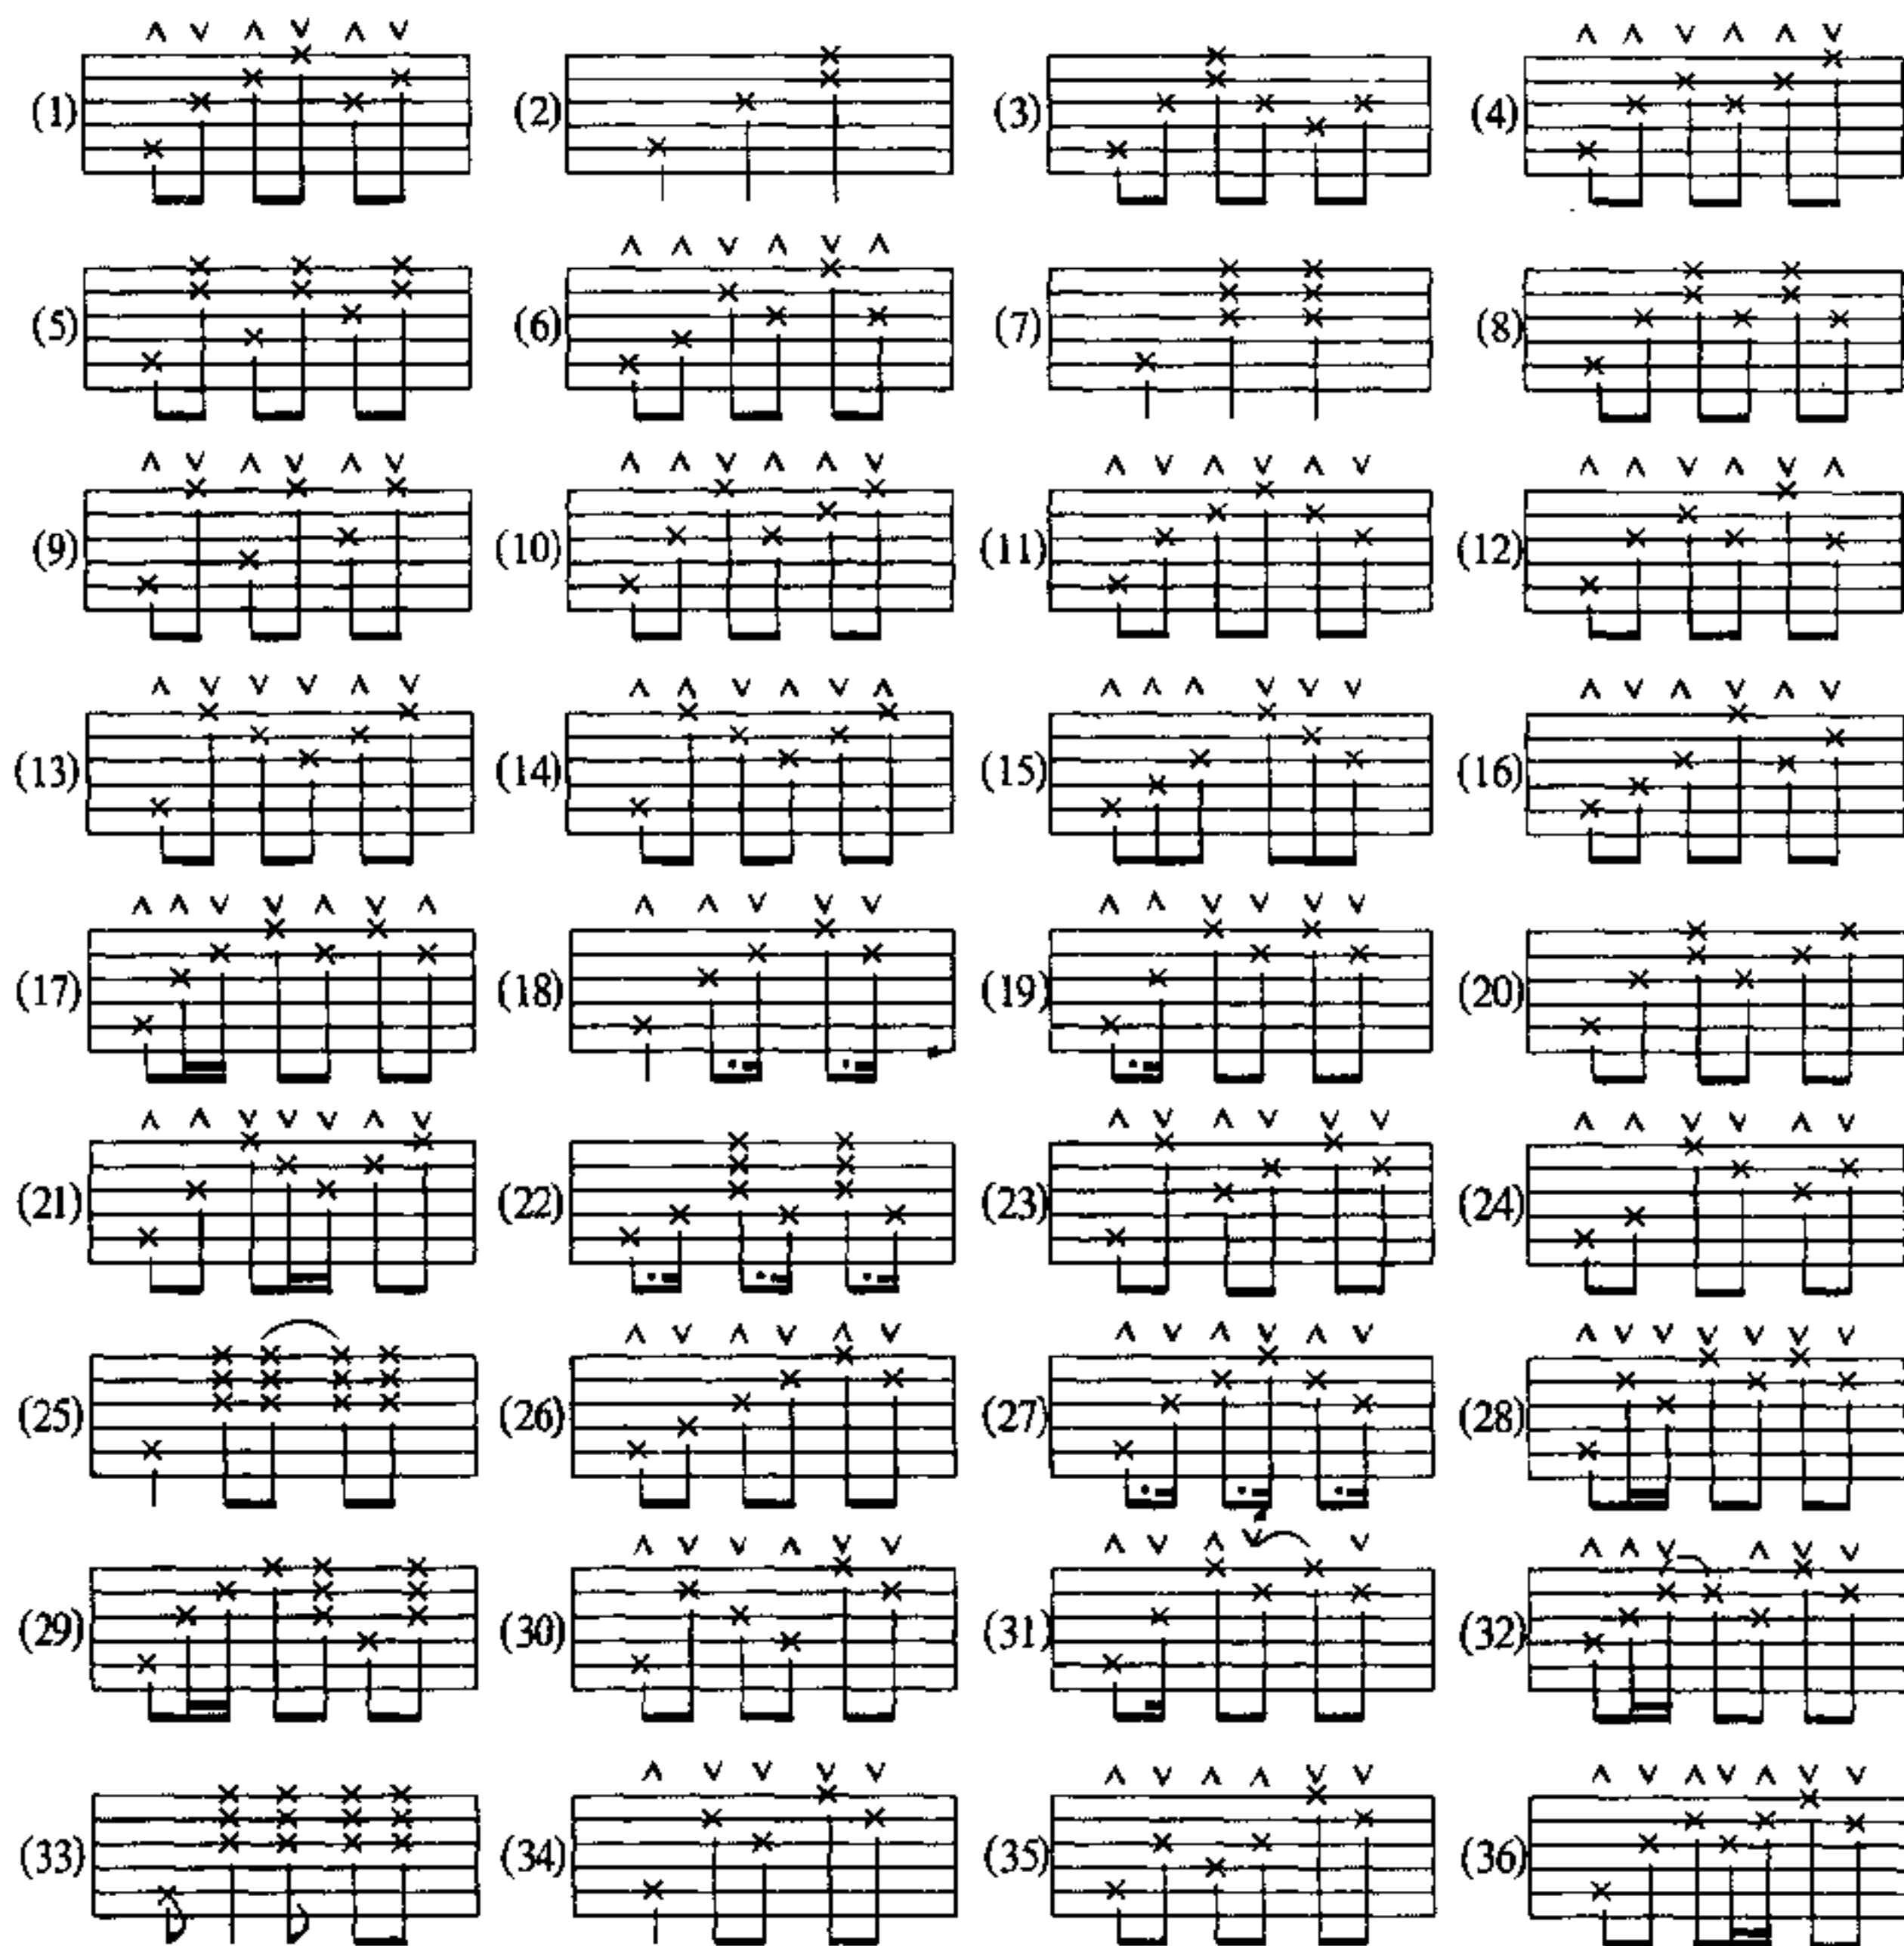 (1) (2) (3) (4)
(5) (6) (7) (8)
(9) (10) (11) (12)
(13) (14) (15) (16)
(17) (18) (19) (20)
(21) (22) (23) (24)
(25) (26) (27) (28)
(29) (30) (31) (32)
(33) (34) (35) (36)